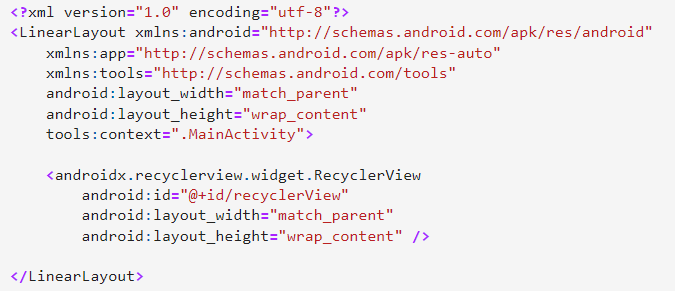 <?xml version="1.0" encoding="utf-8"?>
<LinearLayout xmlns:android="http://schemas.android.com/apk/res/android"
    xmlns:app="http://schemas.android.com/apk/res-auto"
    xmlns:tools="http://schemas.android.com/tools"
    android:layout_width="match_parent"
    android:layout_height="wrap_content"
    tools:context=".MainActivity">

    <androidx.recyclerview.widget.RecyclerView
        android:id="@+id/recyclerView"
        android:layout_width="match_parent"
        android:layout_height="wrap_content" />

</LinearLayout>